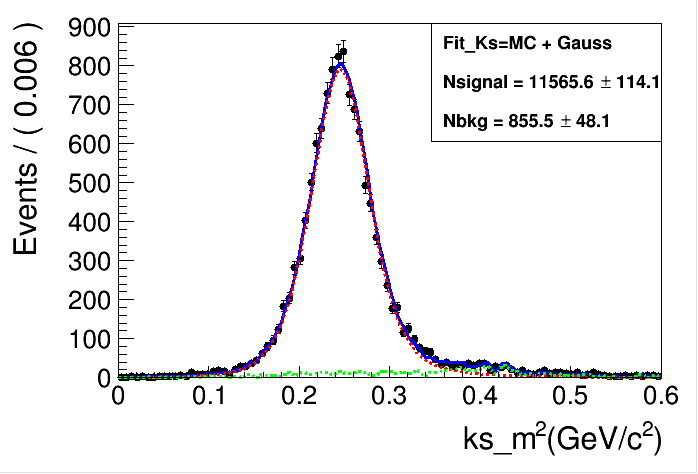 900
800
700
600
500
400
300
200
100
0
Events / ( 0.006 )
Fit_Ks=MC + Gauss
Nsignal = 11565.6 ± 114.1
Nbkg = 855.5 ± 48.1
0 0.1 0.2 0.3 0.4 0.5 0.6
ks_m²(GeV/c²)